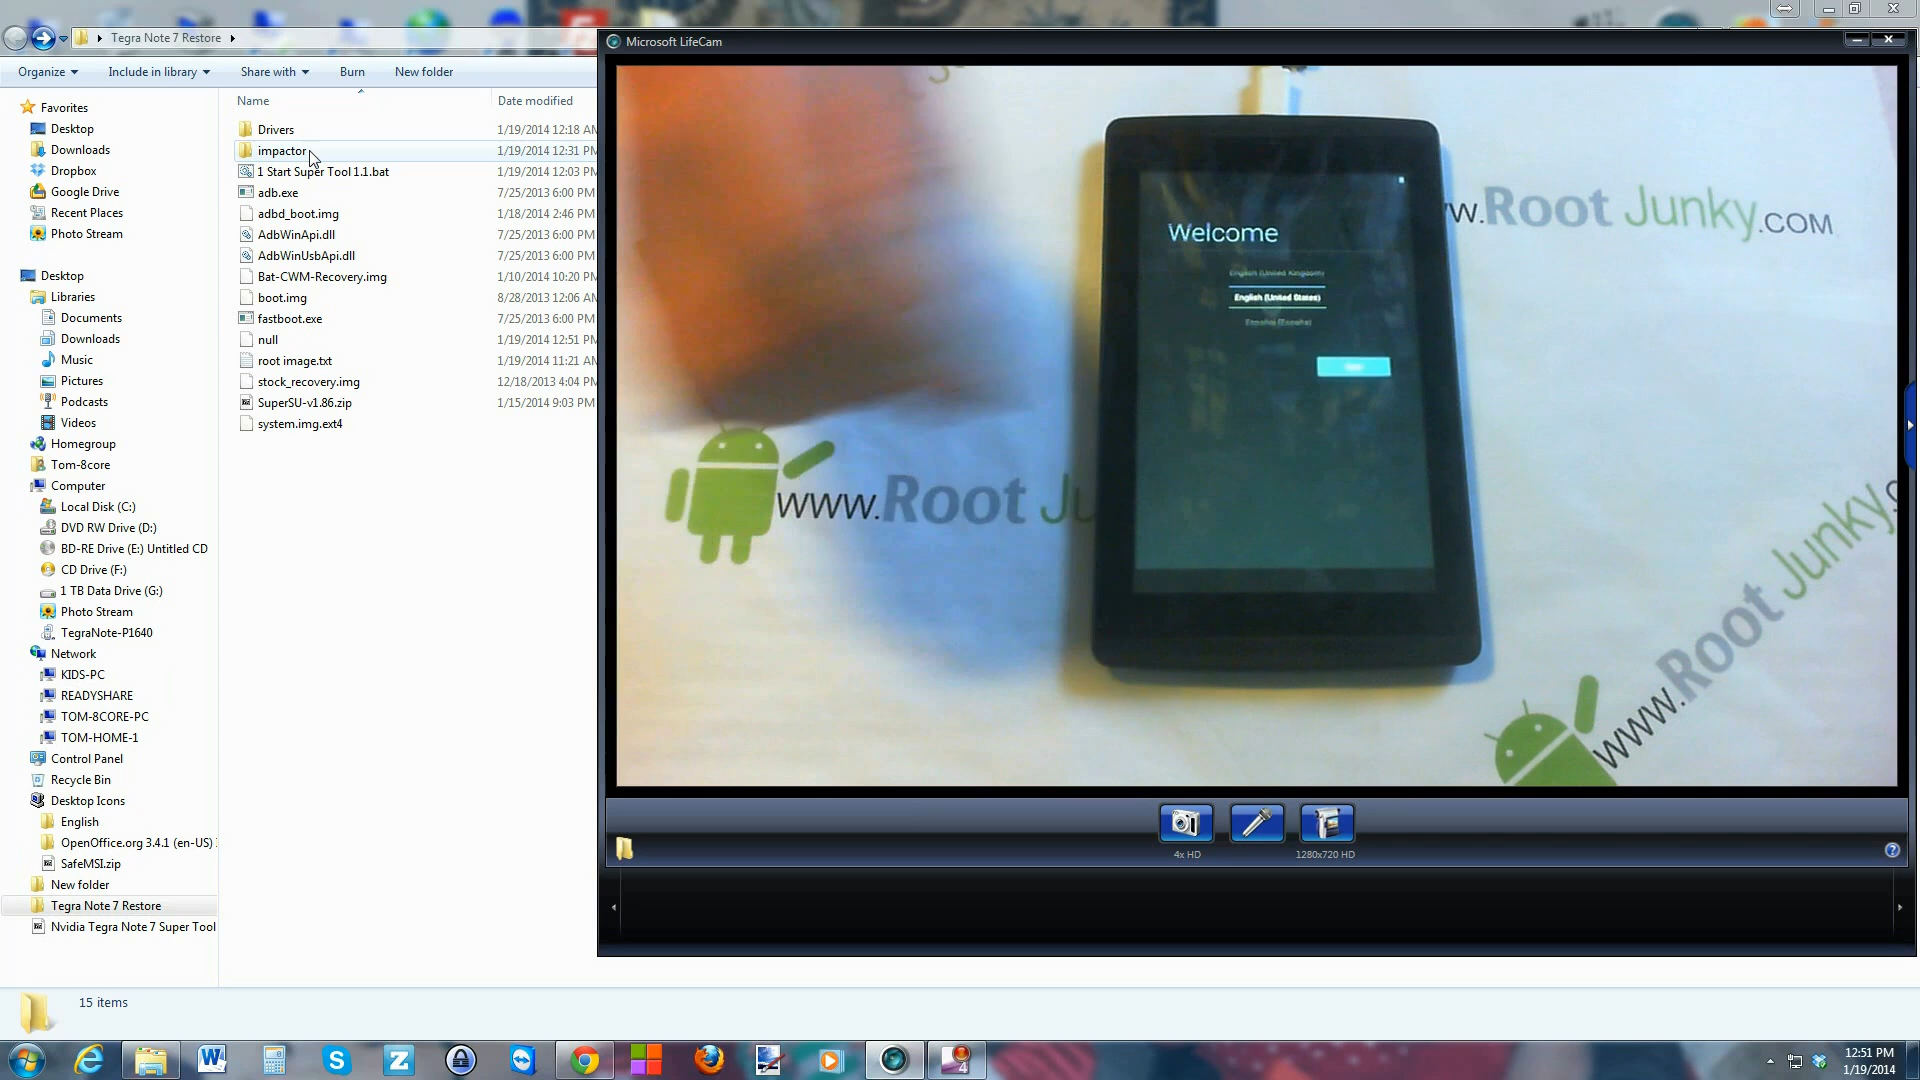 Tegra Note 7 Restore
Organize
Include in library
Share with
Burn
New folder
Name
Date modified
Favorites
Desktop
Downloads
Dropbox
Google Drive
Recent Places
Photo Stream
Desktop
Libraries
Documents
Downloads
Music
Pictures
Podcasts
Videos
Homegroup
Tom-8core
Computer
Local Disk (C:)
DVD RW Drive (D:)
BD-RE Drive (E:) Untitled CD
CD Drive (F:)
1 TB Data Drive (G:)
Photo Stream
TegraNote-P1640
Network
KIDS-PC
READYSHARE
TOM-8CORE-PC
TOM-HOME-1
Control Panel
Recycle Bin
Desktop Icons
English
OpenOffice.org 3.4.1 (en-US)
SafeMSI.zip
New folder
Tegra Note 7 Restore
Nvidia Tegra Note 7 Super Tool
Drivers 1/19/2014 12:18 AM
impactor 1/19/2014 12:31 PM
1 Start Super Tool 1.1.bat 1/19/2014 12:03 PM
adb.exe 7/25/2013 6:00 PM
adbd_boot.img 1/18/2014 2:46 PM
AdbWinApi.dll 7/25/2013 6:00 PM
AdbWinUsbApi.dll 7/25/2013 6:00 PM
Bat-CWM-Recovery.img 1/10/2014 10:20 PM
boot.img 8/28/2013 12:06 AM
fastboot.exe 7/25/2013 6:00 PM
null 1/19/2014 12:51 PM
root image.txt 1/19/2014 11:21 AM
stock_recovery.img 12/18/2013 4:04 PM
SuperSU-v1.86.zip 1/15/2014 9:03 PM
system.img.ext4
15 items
Microsoft LifeCam
Welcome
English (United Kingdom)
English (United States)
Español (España)
w.Root Junky.COM
www.Root Ju
www.Root Junky.
4x HD
1280x720 HD
12:51 PM
1/19/2014